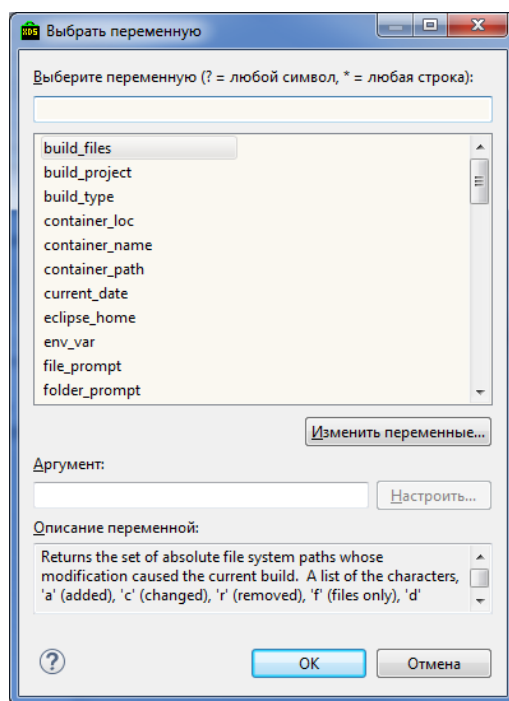 XDS Выбрать переменную
Выберите переменную (? = любой символ, * = любая строка):
build_files
build_project
build_type
container_loc
container_name
container_path
current_date
eclipse_home
env_var
file_prompt
folder_prompt
Изменить переменные...
Аргумент:
Настроить...
Описание переменной:
Returns the set of absolute file system paths whose
modification caused the current build. A list of the characters,
'a' (added), 'c' (changed), 'r' (removed), 'f' (files only), 'd'
? OK Отмена